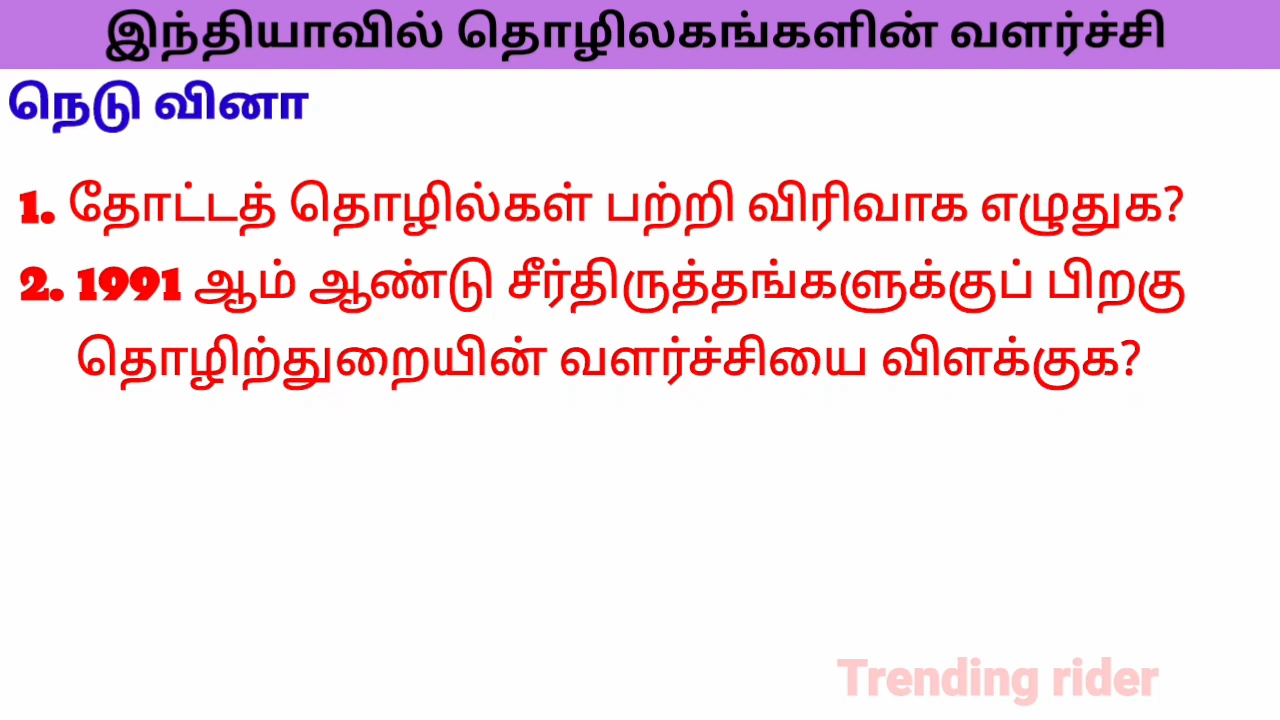 இந்தியாவில் தொழிலகங்களின் வளர்ச்சி
நெடு வினா
1. தோட்டத் தொழில்கள் பற்றி விரிவாக எழுதுக?
2. 1991 ஆம் ஆண்டு சீர்திருத்தங்களுக்குப் பிறகு
தொழிற்துறையின் வளர்ச்சியை விளக்குக?
Trending rider